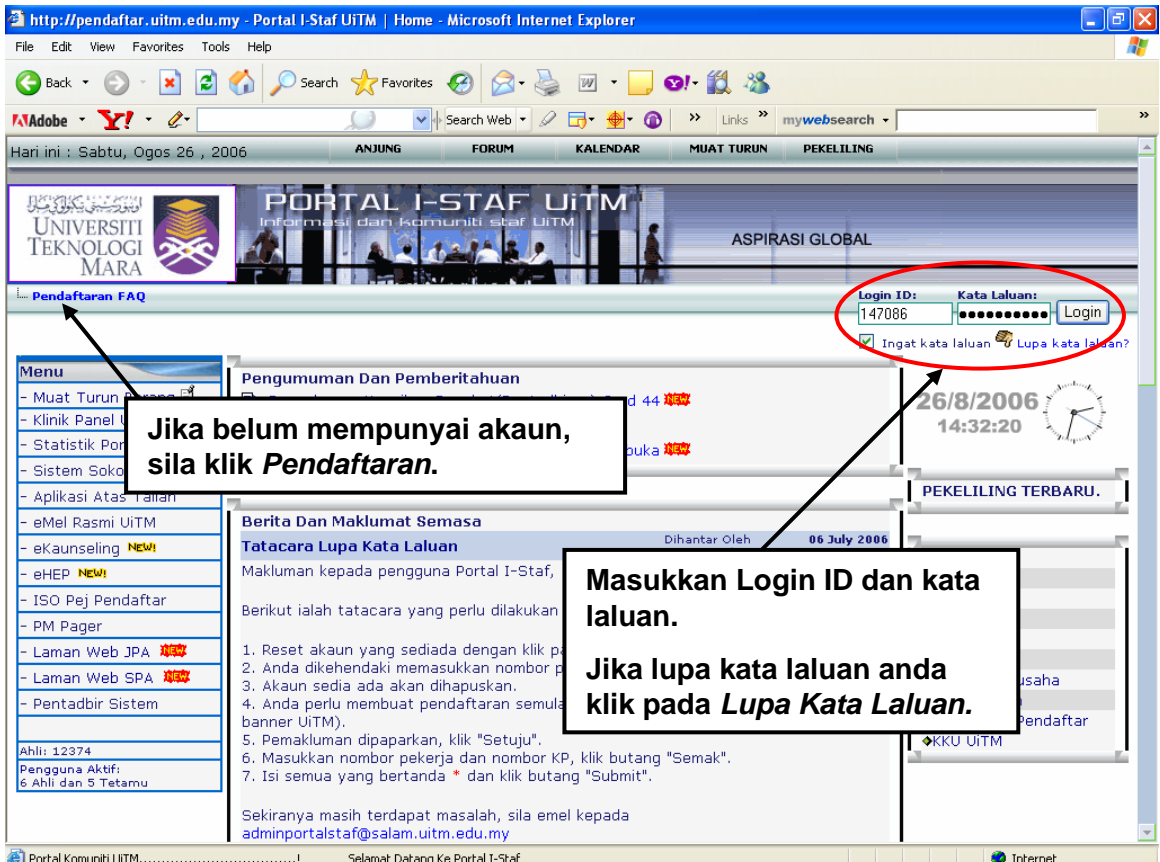 http://pendaftar.uitm.edu.my - Portal I-Staf UiTM | Home - Microsoft Internet Explorer
File Edit View Favorites Tools Help
Back Search Favorites
Adobe Y! Search Web Links mywebsearch
Hari ini : Sabtu, Ogos 26 , 2006 ANJUNG FORUM KALENDAR MUAT TURUN PEKELILING
UNIVERSITI
TEKNOLOGI
MARA
PORTAL I-STAF UiTM
Informasi dan komuniti staf UiTM
ASPIRASI GLOBAL
Pendaftaran FAQ
Login ID: Kata Laluan:
147086 Login
Ingat kata laluan Lupa kata laluan?
Menu
- Muat Turun
- Klinik Panel
- Statistik
- Sistem
- Aplikasi Atas Talian
- eMel Rasmi UiTM
- eKaunseling NEW!
- eHEP NEW!
- ISO Pej Pendaftar
- PM Pager
- Laman Web JPA NEW
- Laman Web SPA NEW
- Pentadbir Sistem
Ahli: 12374
Pengguna Aktif:
6 Ahli dan 5 Tetamu
Jika belum mempunyai akaun,
sila klik Pendaftaran.
Pengumuman Dan Pemberitahuan
44 NEW
NEW
Berita Dan Maklumat Semasa
Tatacara Lupa Kata Laluan Dihantar Oleh 06 July 2006
Makluman kepada pengguna Portal I-Staf,
Berikut ialah tatacara yang perlu dilakukan
1. Reset akaun yang sediada dengan klik
2. Anda dikehendaki memasukkan nombor
3. Akaun sedia ada akan dihapuskan.
4. Anda perlu membuat pendaftaran semula
banner UiTM).
5. Pemakluman dipaparkan, klik "Setuju".
6. Masukkan nombor pekerja dan nombor KP, klik butang "Semak".
7. Isi semua yang bertanda * dan klik butang "Submit".
Sekiranya masih terdapat masalah, sila emel kepada
adminportalstaf@salam.uitm.edu.my
Masukkan Login ID dan kata
laluan.
Jika lupa kata laluan anda
klik pada Lupa Kata Laluan.
26/8/2006
14:32:20
PEKELILING TERBARU.
Pendaftar
KKU UiTM
Portal Komuniti UiTM..................................! Selamat Datang Ke Portal I-Staf Internet